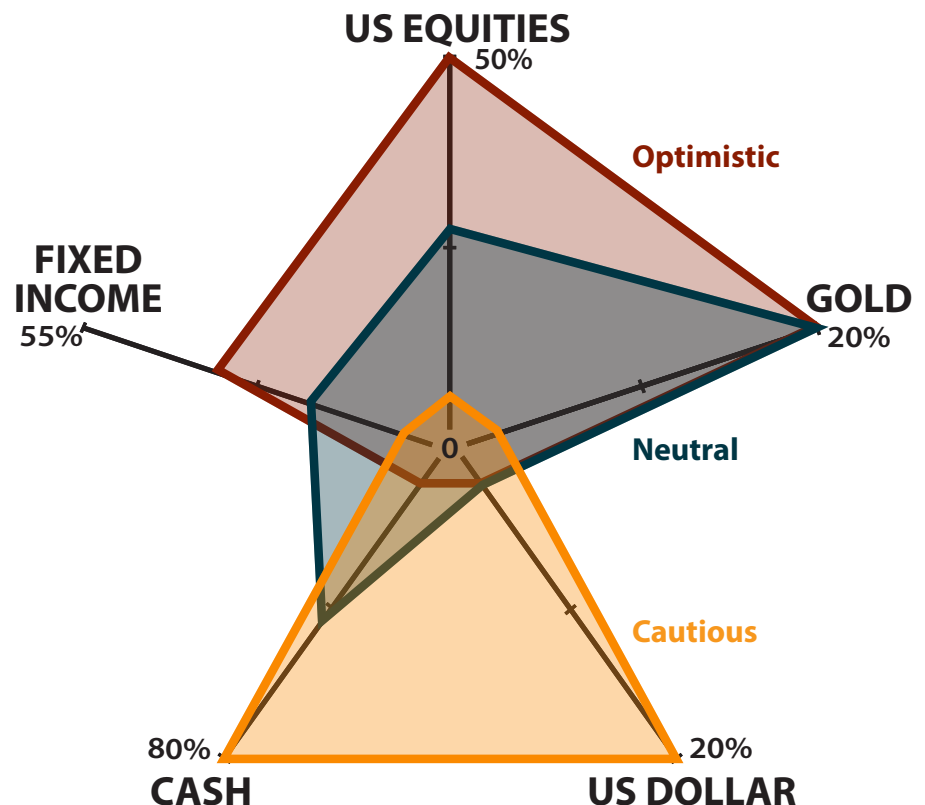 US EQUITIES
50%
Optimistic
FIXED
INCOME
55%
GOLD
20%
0
Neutral
Cautious
80%
CASH
20%
US DOLLAR